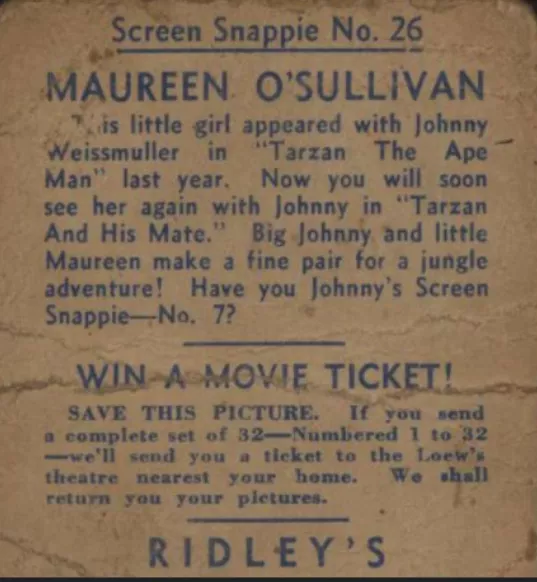 Screen Snappie No. 26
MAUREEN O'SULLIVAN
is little girl appeared with Johnny
Weissmuller in "Tarzan The Ape
Man" last year. Now you will soon
see her again with Johnny in "Tarzan
And His Mate." Big Johnny and little
Maureen make a fine pair for a jungle
adventure! Have you Johnny's Screen
Snappie—No. 7?
WIN A MOVIE TICKET!
SAVE THIS PICTURE. If you send
a complete set of 32—Numbered 1 to 32
—we'll send you a ticket to the Loew's
theatre nearest your home. We shall
return you your pictures.
RIDLEY'S